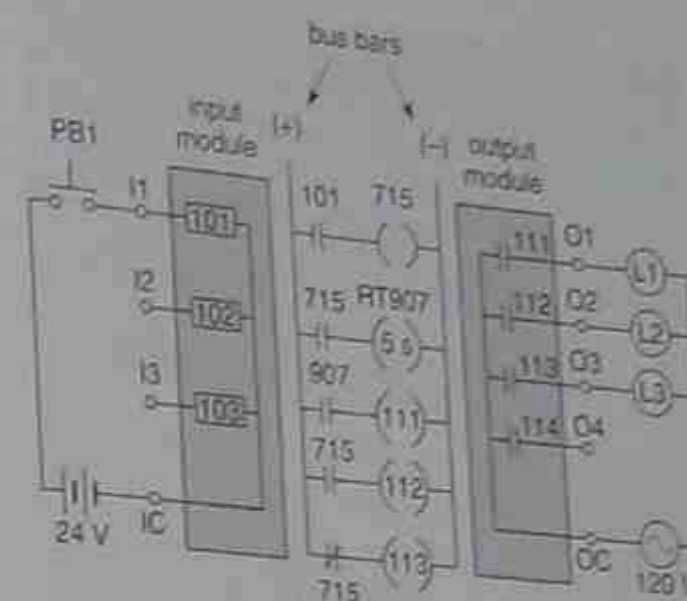 bus bars
input
module
(+)
(−)
output
module
PB1
I1
101
I2
102
I3
103
24 V
IC
101
715
715
RT907
5 s
907
111
715
112
715
113
111
O1
L1
112
O2
L2
113
O3
L3
114
O4
OC
120 V